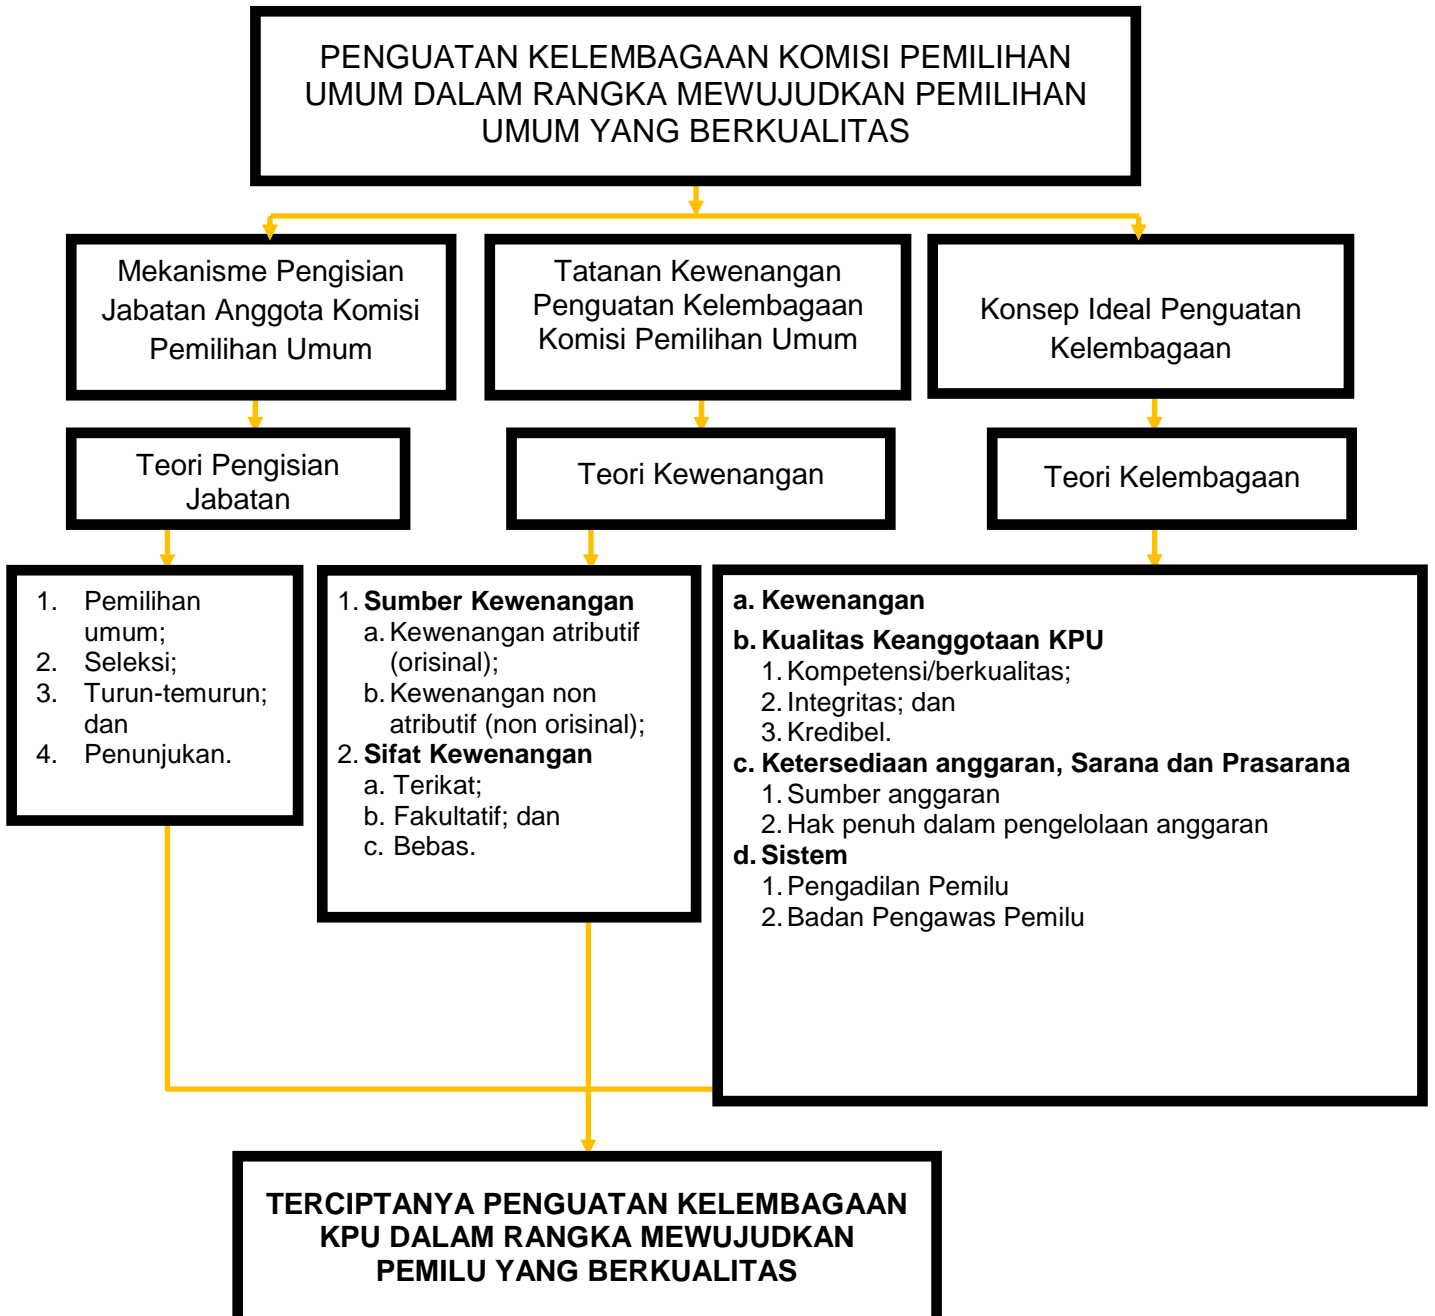 PENGUATAN KELEMBAGAAN KOMISI PEMILIHAN
UMUM DALAM RANGKA MEWUJUDKAN PEMILIHAN
UMUM YANG BERKUALITAS
Mekanisme Pengisian
Jabatan Anggota Komisi
Pemilihan Umum
Tatanan Kewenangan
Penguatan Kelembagaan
Komisi Pemilihan Umum
Konsep Ideal Penguatan
Kelembagaan
Teori Pengisian
Jabatan
Teori Kewenangan
Teori Kelembagaan
1. Pemilihan
umum;
2. Seleksi;
3. Turun-temurun;
dan
4. Penunjukan.
1. Sumber Kewenangan
a. Kewenangan atributif
(orisinal);
b. Kewenangan non
atributif (non orisinal);
2. Sifat Kewenangan
a. Terikat;
b. Fakultatif; dan
c. Bebas.
a. Kewenangan
b. Kualitas Keanggotaan KPU
1. Kompetensi/berkualitas;
2. Integritas; dan
3. Kredibel.
c. Ketersediaan anggaran, Sarana dan Prasarana
1. Sumber anggaran
2. Hak penuh dalam pengelolaan anggaran
d. Sistem
1. Pengadilan Pemilu
2. Badan Pengawas Pemilu
TERCIPTANYA PENGUATAN KELEMBAGAAN
KPU DALAM RANGKA MEWUJUDKAN
PEMILU YANG BERKUALITAS